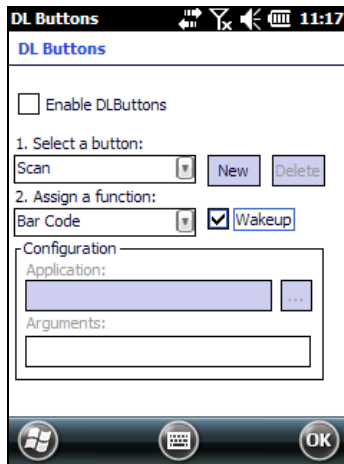 DL Buttons 11:17
DL Buttons
Enable DLButtons
1. Select a button:
Scan New Delete
2. Assign a function:
Bar Code Wakeup
Configuration
Application:
...
Arguments:
OK